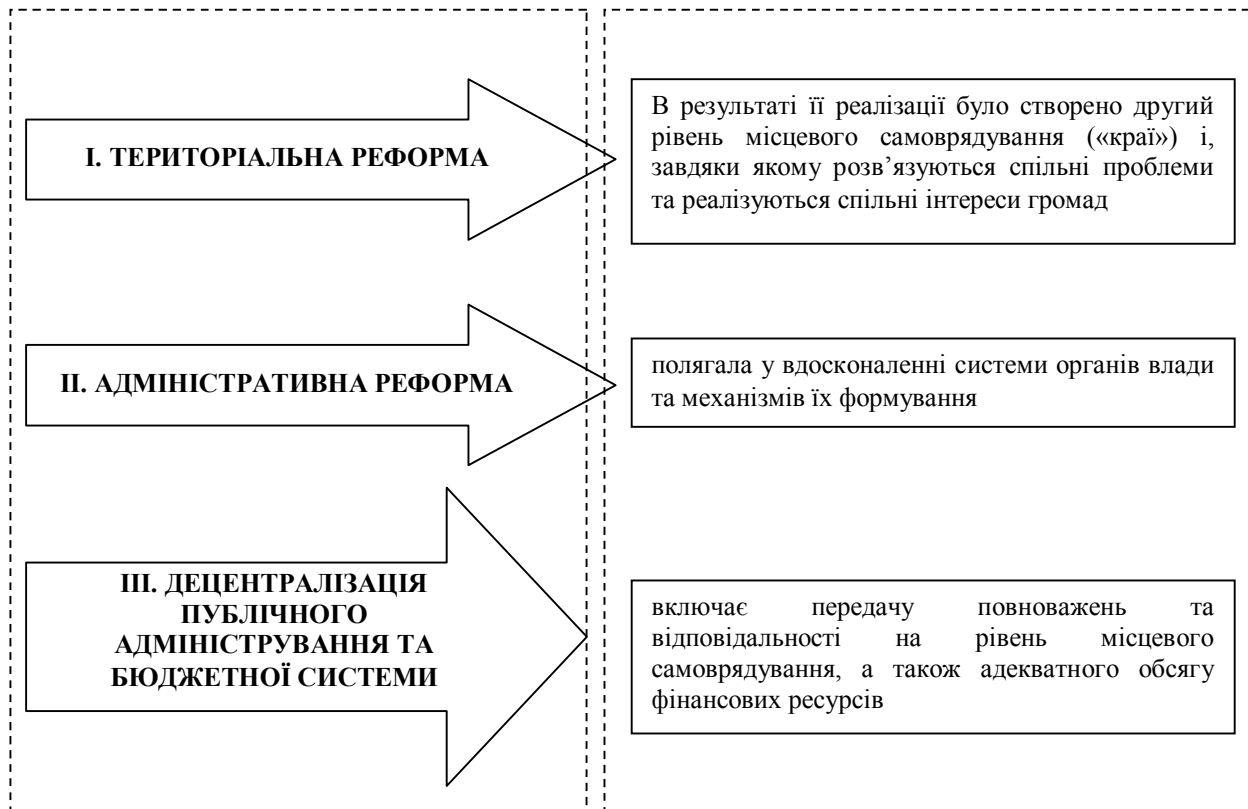 І. ТЕРИТОРІАЛЬНА РЕФОРМА
В результаті її реалізації було створено другий
рівень місцевого самоврядування («краї») і,
завдяки якому розв’язуються спільні проблеми
та реалізуються спільні інтереси громад
ІІ. АДМІНІСТРАТИВНА РЕФОРМА
полягала у вдосконаленні системи органів влади
та механізмів їх формування
ІІІ. ДЕЦЕНТРАЛІЗАЦІЯ
ПУБЛІЧНОГО
АДМІНІСТРУВАННЯ ТА
БЮДЖЕТНОЇ СИСТЕМИ
включає передачу повноважень та
відповідальності на рівень місцевого
самоврядування, а також адекватного обсягу
фінансових ресурсів